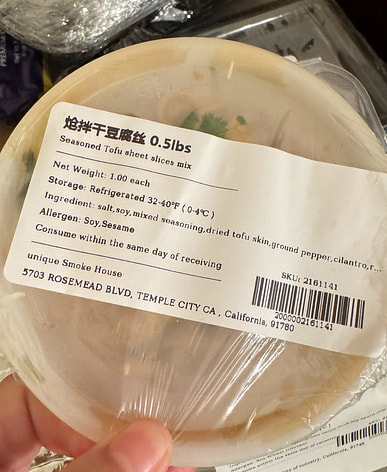 炝拌干豆腐丝 0.5lbs
Seasoned Tofu sheet slices mix
Net Weight: 1.00 each
Storage: Refrigerated 32-40℉ ( 0-4℃ )
Ingredient: salt,soy,mixed seasoning,dried tofu skin,ground pepper,cilantro,r...
Allergen: Soy,Sesame
Consume within the same day of receiving
SKU: 2161141
2000002161141
unique Smoke House
5703 ROSEMEAD BLVD, TEMPLE CITY CA , California, 91780